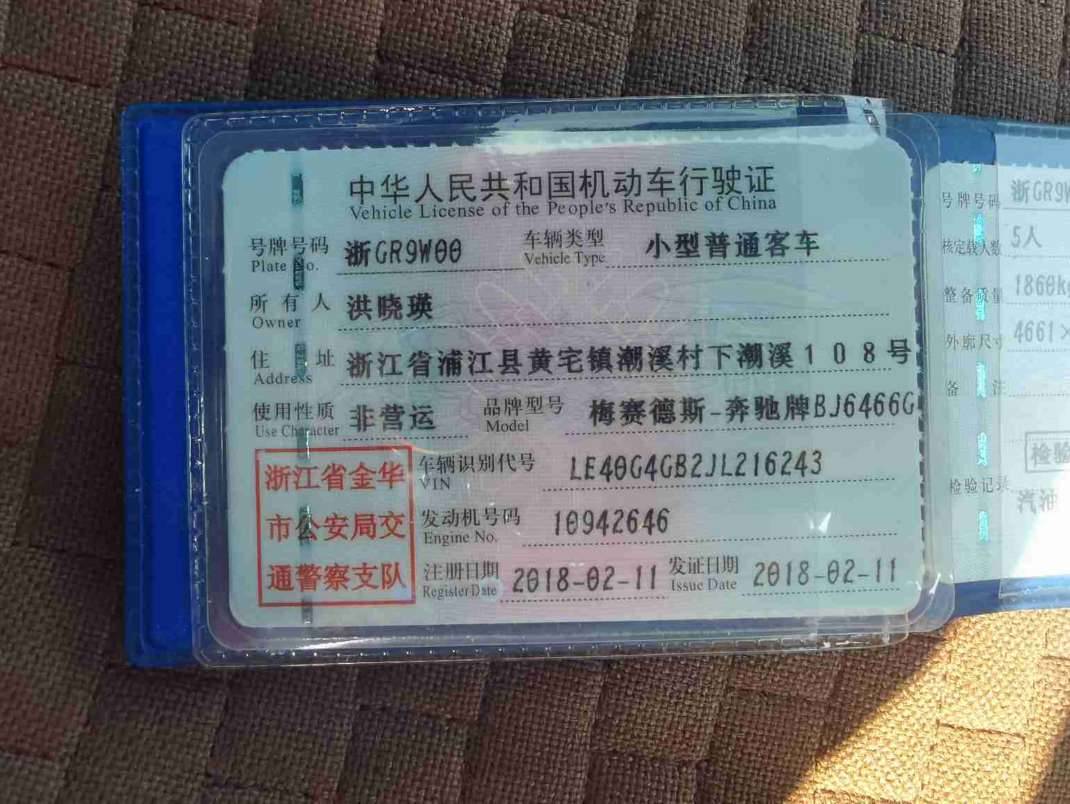 中华人民共和国机动车行驶证
Vehicle License of the People's Republic of China
号牌号码 浙GR9W00 车辆类型 小型普通客车
Plate No. Vehicle Type
所有人 洪晓瑛
Owner
住址 浙江省浦江县黄宅镇潮溪村下潮溪108号
Address
使用性质 非营运 品牌型号 梅赛德斯-奔驰牌BJ6466G
Use Character Model
浙江省金华
市公安局交
通警察支队
车辆识别代号 LE40G4GB2JL216243
VIN
发动机号码 10942646
Engine No.
注册日期 2018-02-11 发证日期 2018-02-11
Register Date Issue Date
号牌号码 浙GR9W
核定载人数 5人
整备质量 1860kg
外廓尺寸 4661×
备注
检验
检验记录
汽油